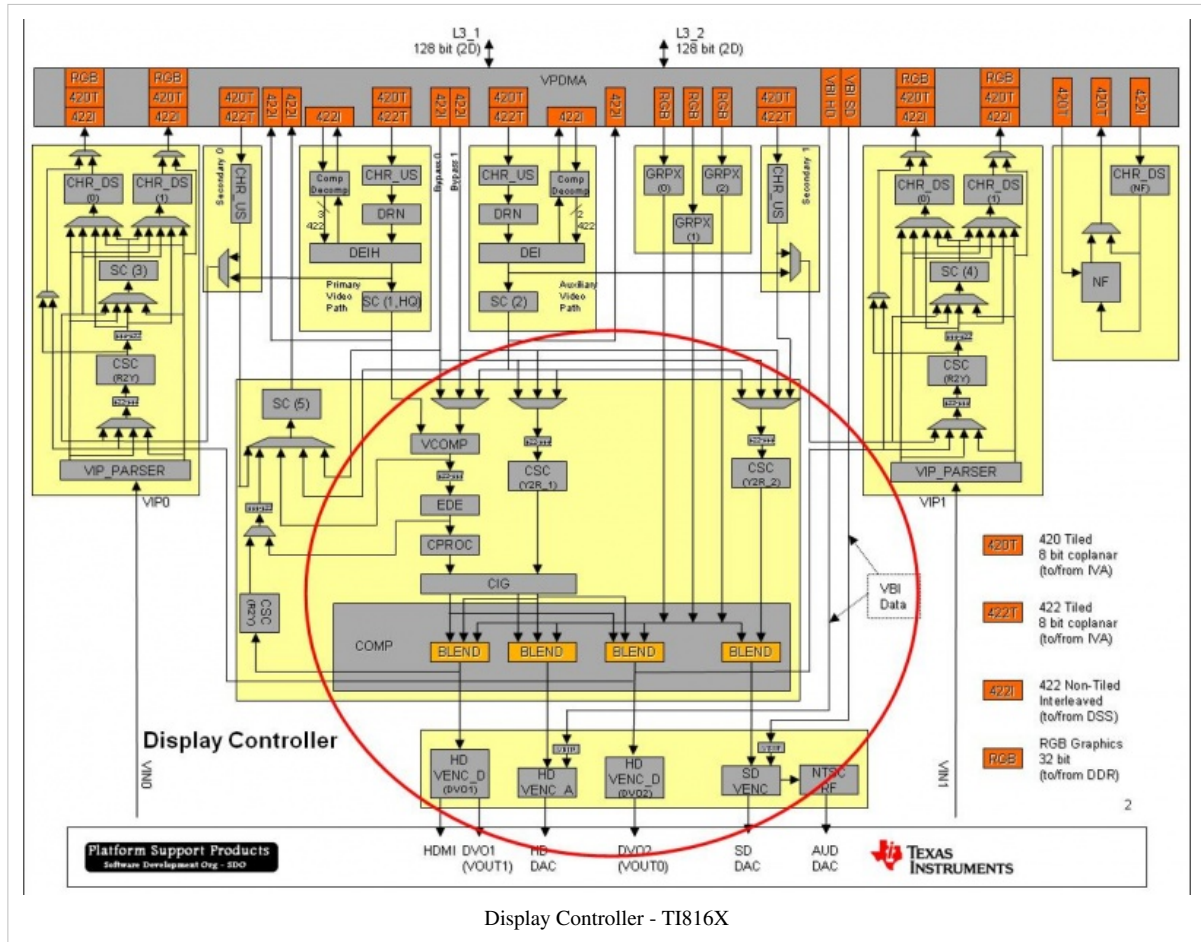 L3_1
128 bit (2D)
L3_2
128 bit (2D)
VPDMA
RGB
420T
422I
RGB
420T
422I
420T
422T
422I
422I
422I
420T
422T
422I
422I
420T
422T
422I
422I
RGB
RGB
RGB
420T
422T
VBI HD
VBI SD
RGB
420T
422I
RGB
420T
422I
420T
420T
422I
CHR_DS
(0)
CHR_DS
(1)
Secondary 0
CHR_US
Comp
Decomp
3
422
CHR_US
DRN
DEIH
Primary
Video
Path
SC (1,HQ)
Bypass 0
Bypass 1
CHR_US
DRN
DEI
Comp
Decomp
2
422
SC (2)
Auxiliary
Video
Path
GRPX
(0)
GRPX
(1)
GRPX
(2)
Secondary 1
CHR_US
CHR_DS
(0)
CHR_DS
(1)
CHR_DS
(NF)
NF
SC (3)
CSC
(R2Y)
VIP_PARSER
VIP0
SC (4)
CSC
(R2Y)
VIP_PARSER
VIP1
SC (5)
VCOMP
EDE
CPROC
CIG
CSC
(Y2R_1)
CSC
(Y2R_2)
CSC
(R2Y)
COMP
BLEND
BLEND
BLEND
BLEND
VBI
Data
420T
420 Tiled
8 bit coplanar
(to/from IVA)
422T
422 Tiled
8 bit coplanar
(to/from IVA)
422I
422 Non-Tiled
Interleaved
(to/from DSS)
RGB
RGB Graphics
32 bit
(to/from DDR)
2
Display Controller
VIN0
VIN1
HD
VENC_D
(DVO1)
HD
VENC_A
HD
VENC_D
(DVO2)
SD
VENC
NTSC
RF
HDMI
DVO1
(VOUT1)
HD
DAC
DVO2
(VOUT0)
SD
DAC
AUD
DAC
Platform Support Products
Software Development Org - SDO
TEXAS
INSTRUMENTS
Display Controller - TI816X